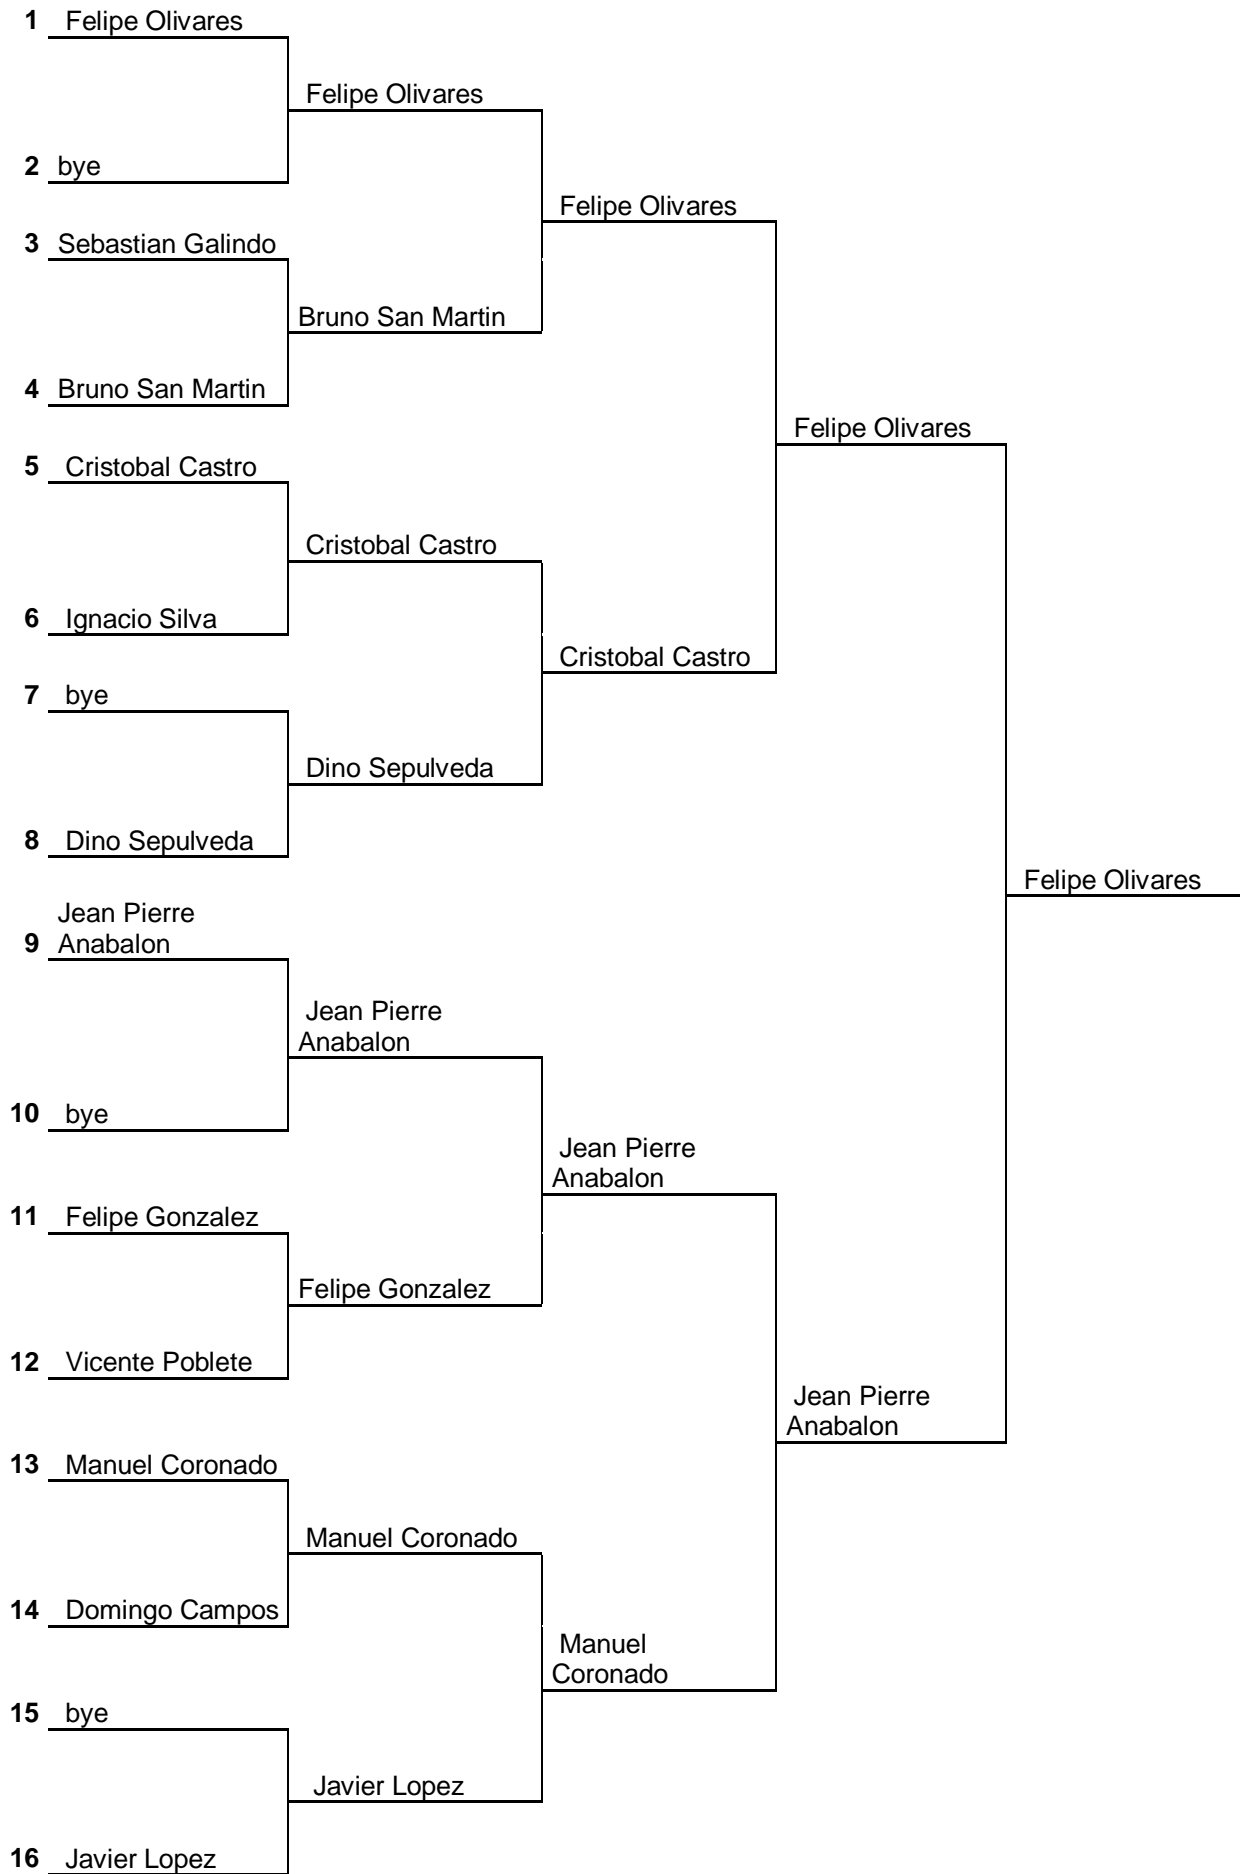 1 Felipe Olivares
Felipe Olivares
2 bye
Felipe Olivares
3 Sebastian Galindo
Bruno San Martin
4 Bruno San Martin
Felipe Olivares
5 Cristobal Castro
Cristobal Castro
6 Ignacio Silva
Cristobal Castro
7 bye
Dino Sepulveda
8 Dino Sepulveda
Felipe Olivares
Jean Pierre
9 Anabalon
Jean Pierre
Anabalon
10 bye
Jean Pierre
Anabalon
11 Felipe Gonzalez
Felipe Gonzalez
12 Vicente Poblete
Jean Pierre
Anabalon
13 Manuel Coronado
Manuel Coronado
14 Domingo Campos
Manuel
Coronado
15 bye
Javier Lopez
16 Javier Lopez